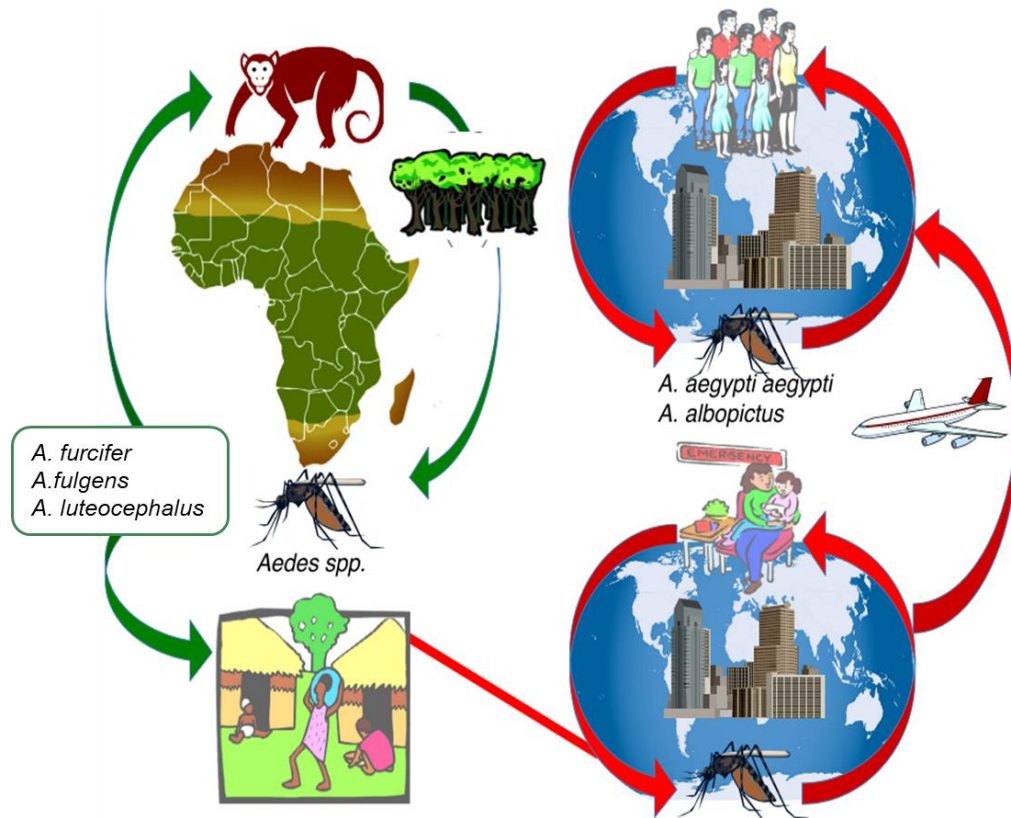 A. furcifer
A.fulgens
A. luteocephalus
Aedes spp.
A. aegypti aegypti
A. albopictus
EMERGENCY